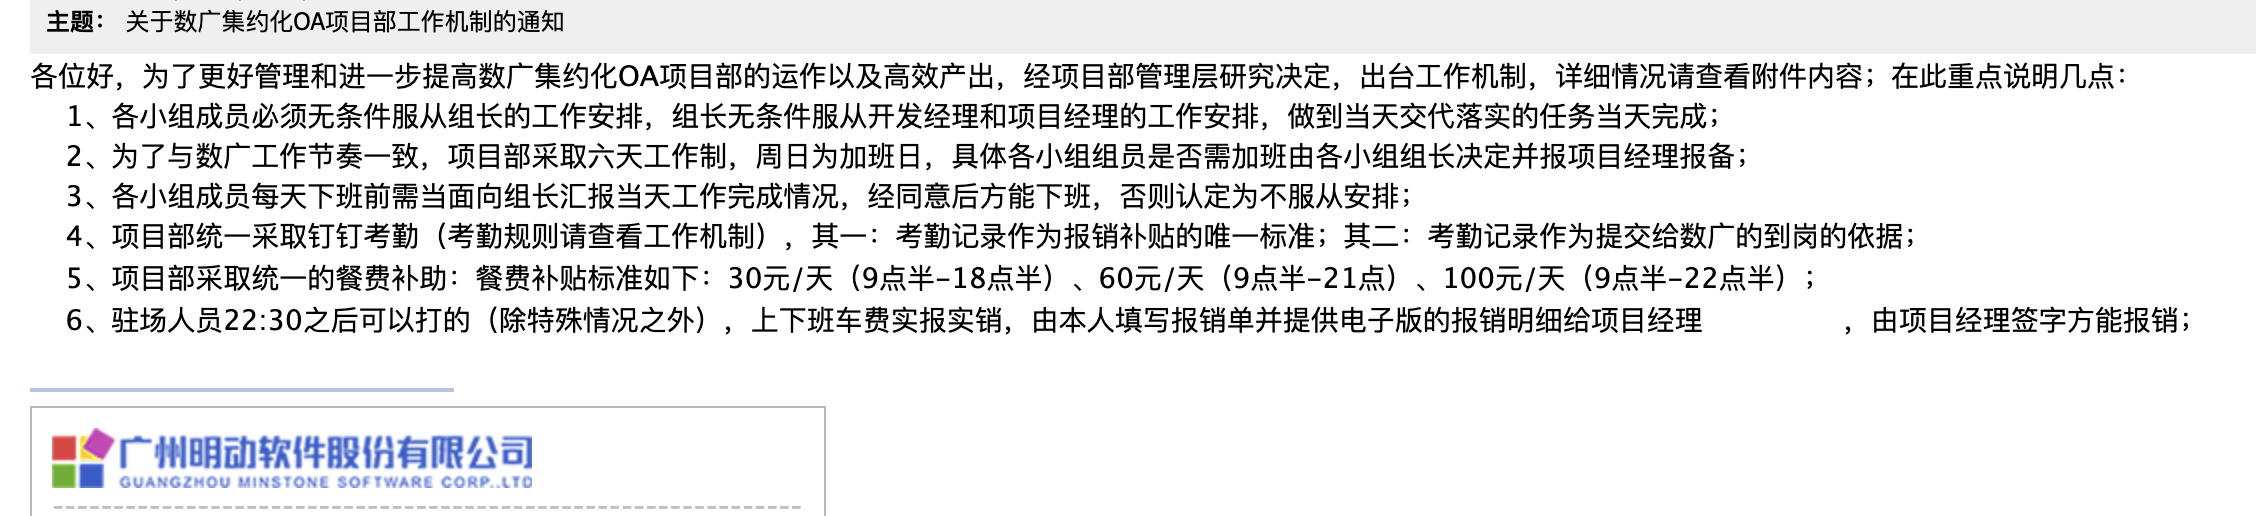 主题： 关于数广集约化OA项目部工作机制的通知
各位好，为了更好管理和进一步提高数广集约化OA项目部的运作以及高效产出，经项目部管理层研究决定，出台工作机制，详细情况请查看附件内容；在此重点说明几点：
1、各小组成员必须无条件服从组长的工作安排，组长无条件服从开发经理和项目经理的工作安排，做到当天交代落实的任务当天完成；
2、为了与数广工作节奏一致，项目部采取六天工作制，周日为加班日，具体各小组组员是否需加班由各小组组长决定并报项目经理报备；
3、各小组成员每天下班前需当面向组长汇报当天工作完成情况，经同意后方能下班，否则认定为不服从安排；
4、项目部统一采取钉钉考勤（考勤规则请查看工作机制），其一：考勤记录作为报销补贴的唯一标准；其二：考勤记录作为提交给数广的到岗的依据；
5、项目部采取统一的餐费补助：餐费补贴标准如下：30元/天（9点半-18点半）、60元/天（9点半-21点）、100元/天（9点半-22点半）；
6、驻场人员22:30之后可以打的（除特殊情况之外），上下班车费实报实销，由本人填写报销单并提供电子版的报销明细给项目经理 ，由项目经理签字方能报销；
广州明动软件股份有限公司
GUANGZHOU MINSTONE SOFTWARE CORP.,LTD